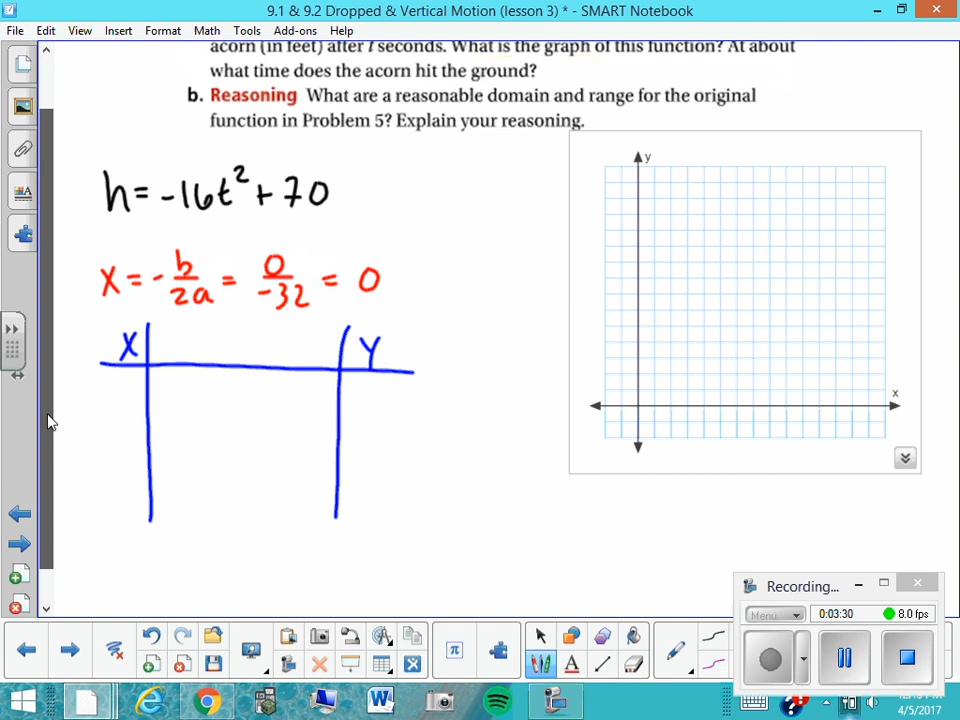 9.1 & 9.2 Dropped & Vertical Motion (lesson 3) * - SMART Notebook
File Edit View Insert Format Math Tools Add-ons Help
acorn (in feet) after t seconds. What is the graph of this function? At about
what time does the acorn hit the ground?
b. Reasoning What are a reasonable domain and range for the original
function in Problem 5? Explain your reasoning.
y
h = -16t² + 70
x = - b/2a = 0/-32 = 0
X Y
x
Recording...
Menu 0:03:30 8.0 fps
π
A
4/5/2017